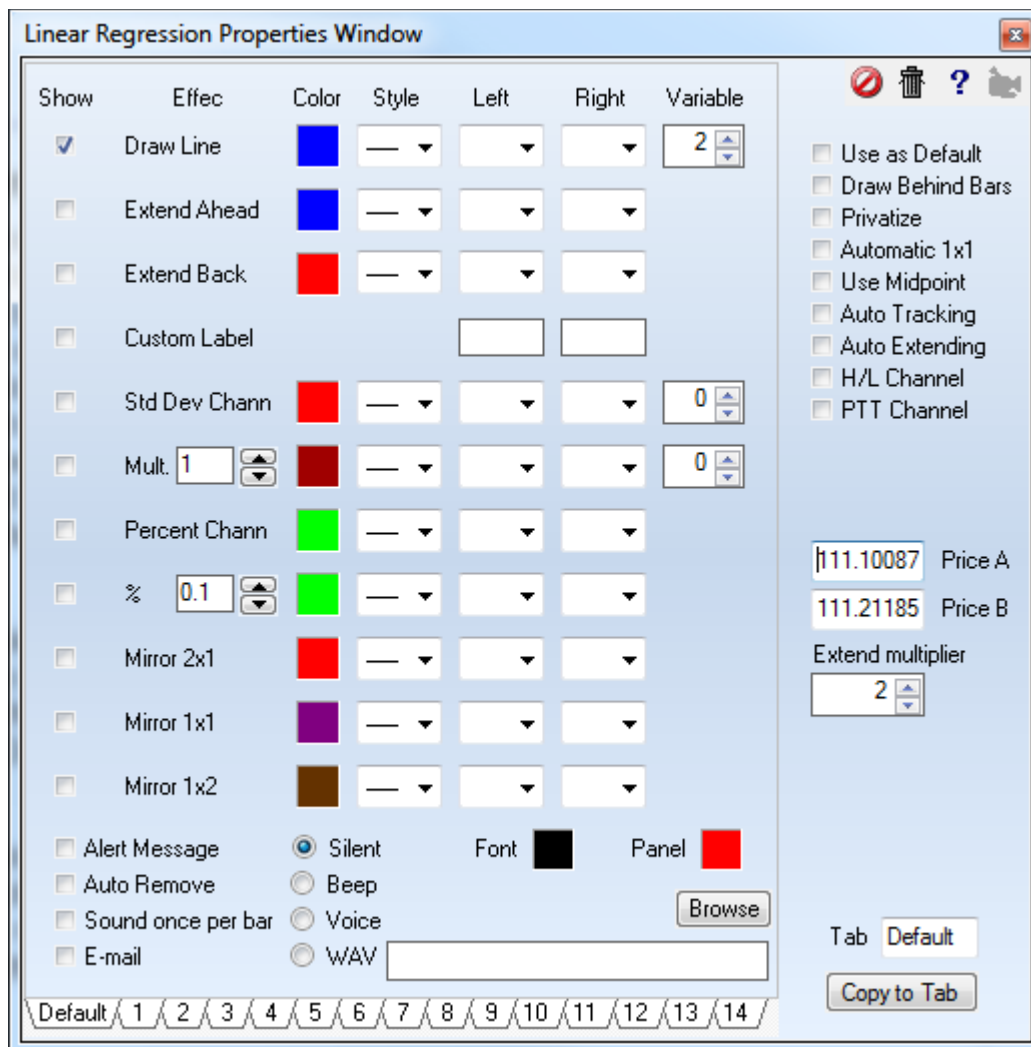 Linear Regression Properties Window
Show Effec Color Style Left Right Variable
Draw Line 2
Extend Ahead
Extend Back
Custom Label
Std Dev Chann 0
Mult. 1 0
Percent Chann
% 0.1
Mirror 2x1
Mirror 1x1
Mirror 1x2
Alert Message Silent Font Panel
Auto Remove Beep
Sound once per bar Voice Browse
E-mail WAV
Default 1 2 3 4 5 6 7 8 9 10 11 12 13 14
?
Use as Default
Draw Behind Bars
Privatize
Automatic 1x1
Use Midpoint
Auto Tracking
Auto Extending
H/L Channel
PTT Channel
111.10087 Price A
111.21185 Price B
Extend multiplier
2
Tab Default
Copy to Tab